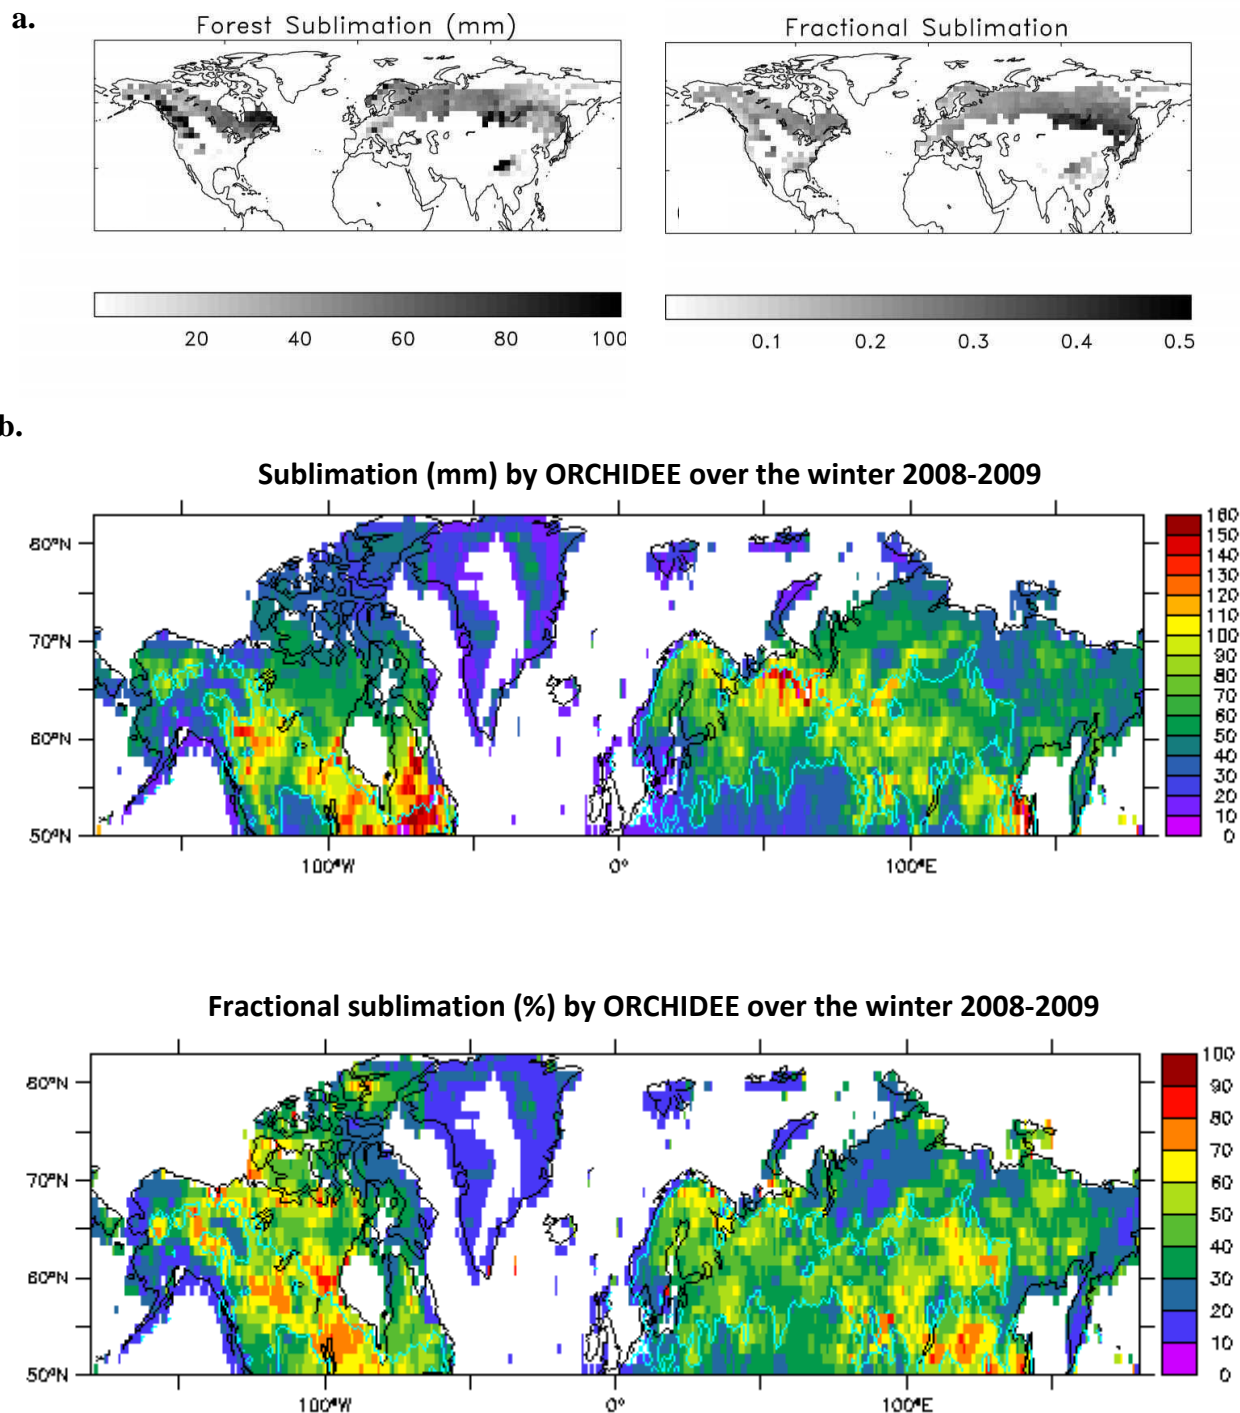 a.
Forest Sublimation (mm)
Fractional Sublimation
20 40 60 80 100
0.1 0.2 0.3 0.4 0.5
b.
Sublimation (mm) by ORCHIDEE over the winter 2008-2009
80°N
70°N
60°N
50°N
100°W 0° 100°E
160
150
140
130
120
110
100
90
80
70
60
50
40
30
20
10
0
Fractional sublimation (%) by ORCHIDEE over the winter 2008-2009
80°N
70°N
60°N
50°N
100°W 0° 100°E
100
90
80
70
60
50
40
30
20
10
0